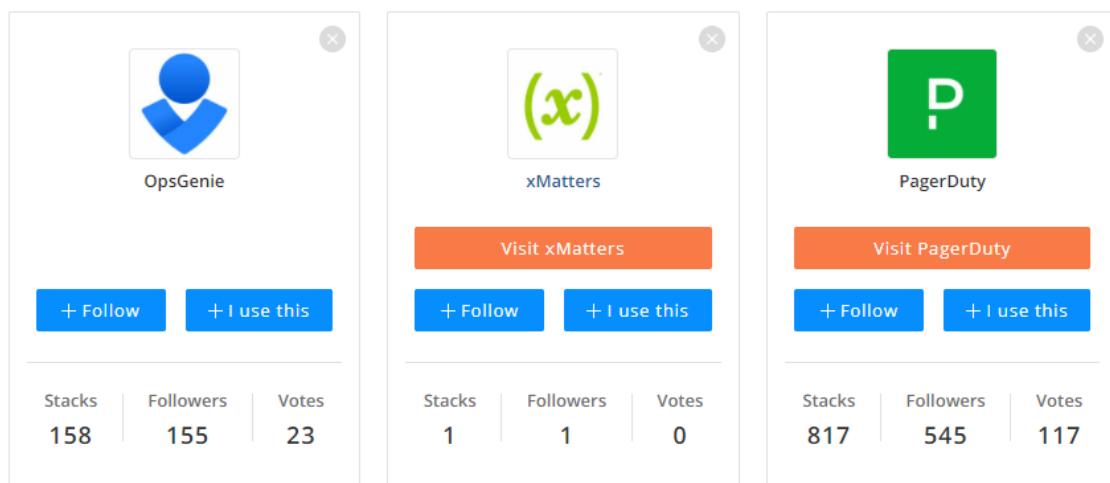 OpsGenie
+ Follow
+ I use this
Stacks
Followers
Votes
158
155
23
(x)
xMatters
Visit xMatters
+ Follow
+ I use this
Stacks
Followers
Votes
1
1
0
P
PagerDuty
Visit PagerDuty
+ Follow
+ I use this
Stacks
Followers
Votes
817
545
117